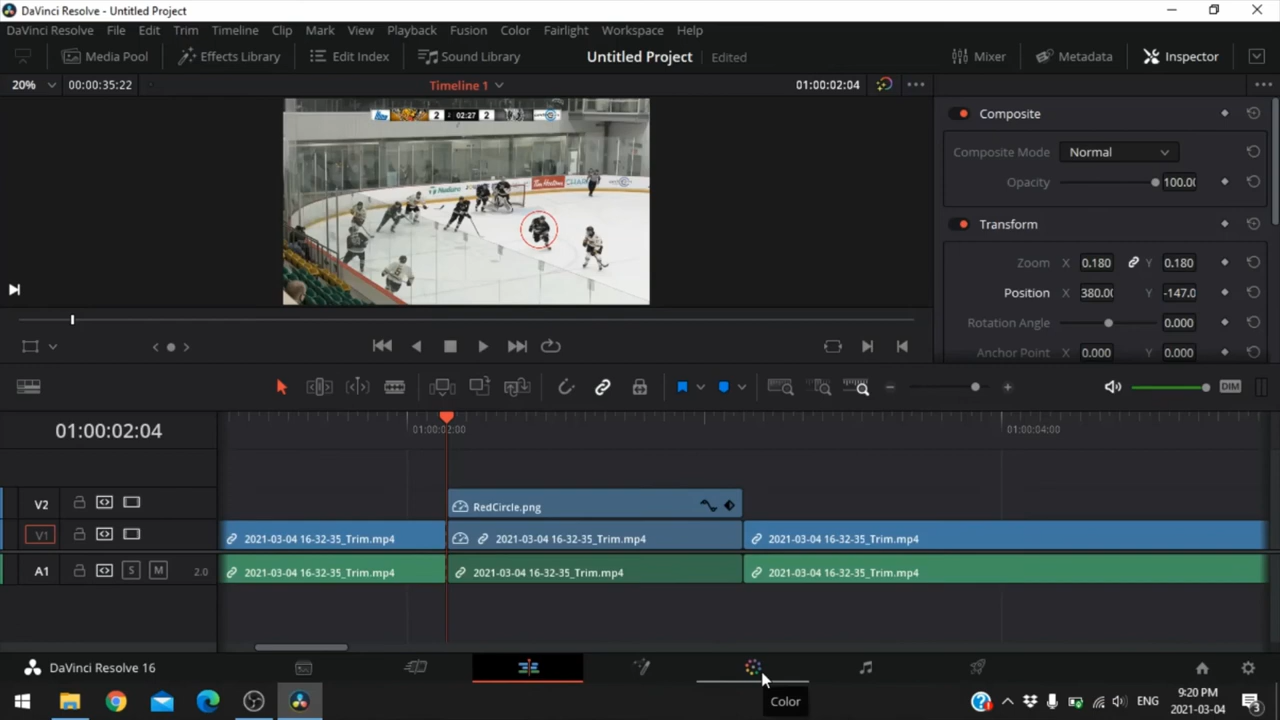 DaVinci Resolve - Untitled Project
DaVinci Resolve File Edit Trim Timeline Clip Mark View Playback Fusion Color Fairlight Workspace Help
Media Pool Effects Library Edit Index Sound Library Untitled Project Edited Mixer Metadata Inspector
20% 00:00:35:22 Timeline 1 01:00:02:04
2 02:27 2
Tim Hortons
Composite
Composite Mode Normal
Opacity 100.00
Transform
Zoom X 0.180 Y 0.180
Position X 380.00 Y -147.0
Rotation Angle 0.000
Anchor Point X 0.000 Y 0.000
DIM
01:00:02:04 01:00:02:00 01:00:04:00
V2 RedCircle.png
V1 2021-03-04 16-32-35_Trim.mp4 2021-03-04 16-32-35_Trim.mp4 2021-03-04 16-32-35_Trim.mp4
A1 S M 2.0 2021-03-04 16-32-35_Trim.mp4 2021-03-04 16-32-35_Trim.mp4 2021-03-04 16-32-35_Trim.mp4
DaVinci Resolve 16
Color
ENG 9:20 PM
2021-03-04 3